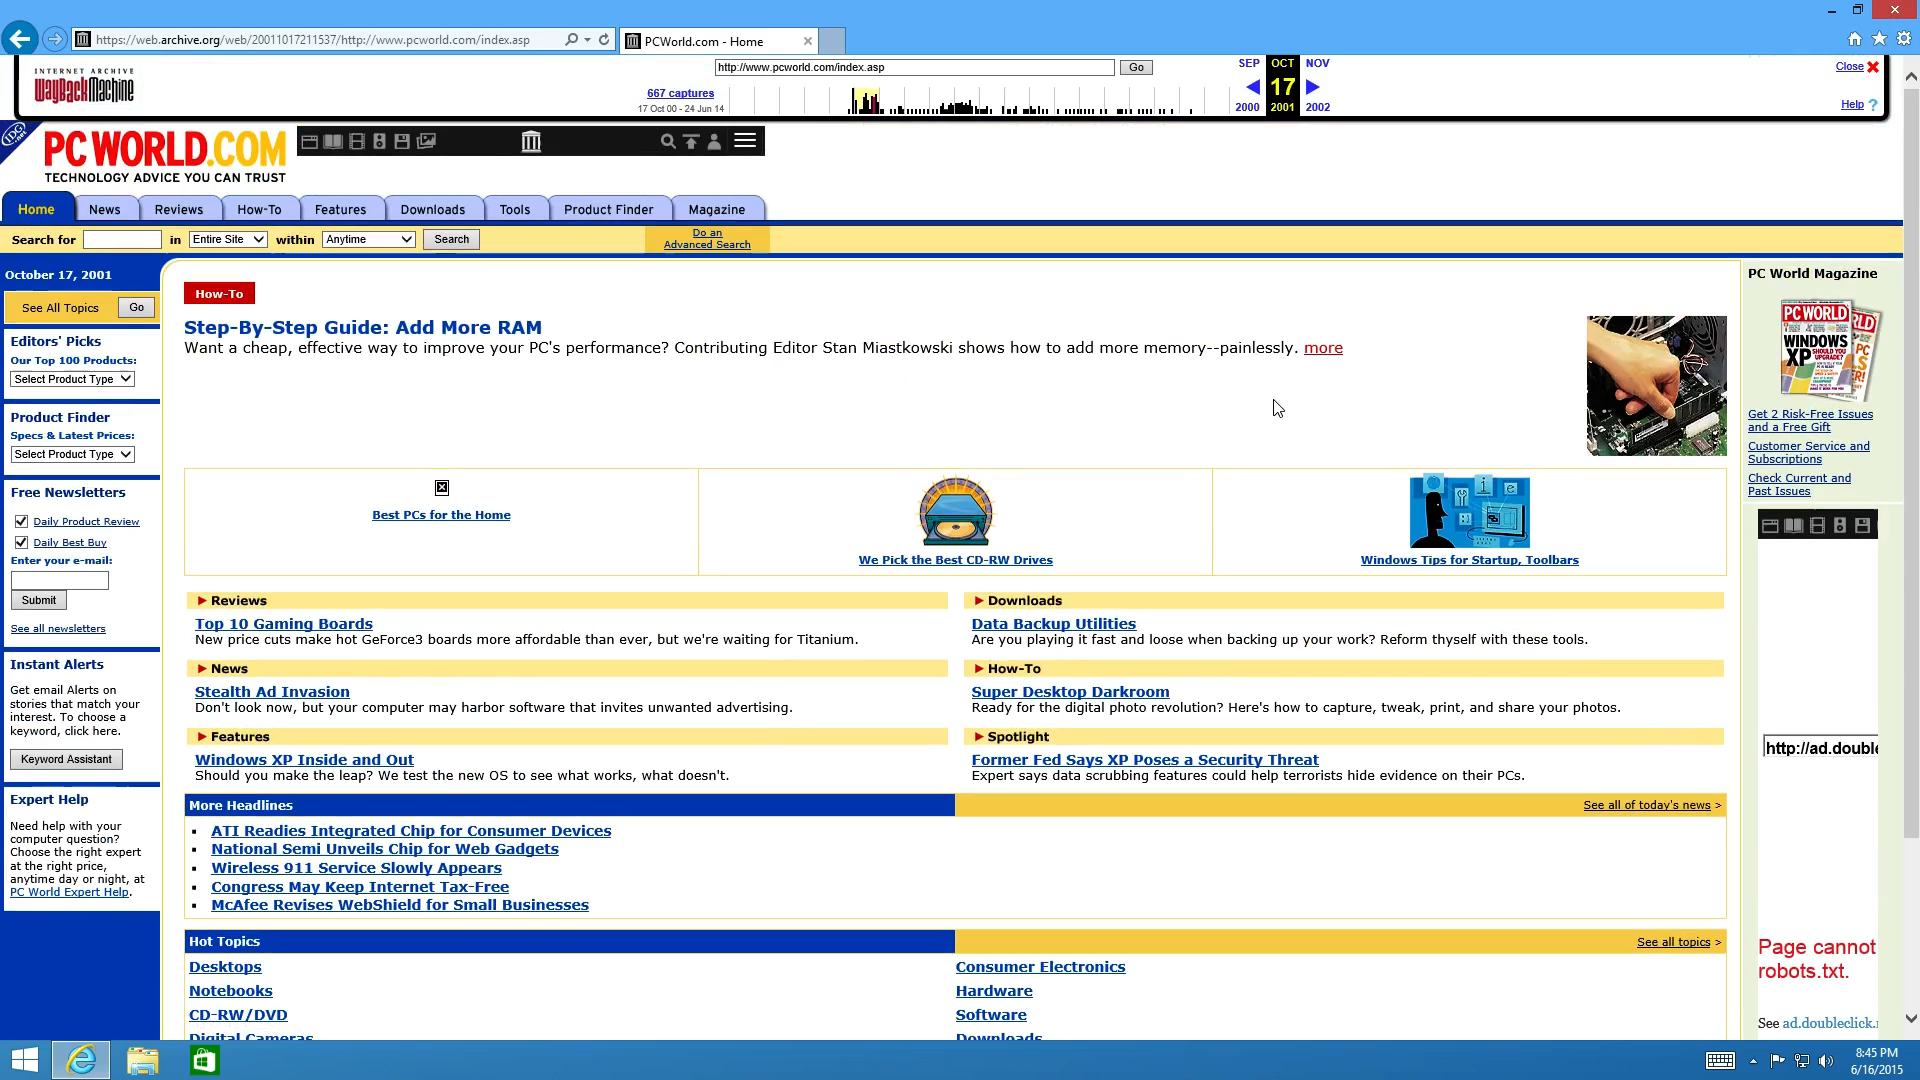 https://web.archive.org/web/20011017211537/http://www.pcworld.com/index.asp
PCWorld.com - Home
INTERNET ARCHIVE
WayBackMachine
http://www.pcworld.com/index.asp
Go
667 captures
17 Oct 00 - 24 Jun 14
SEP OCT NOV
17
2000 2001 2002
Close
Help ?
IDG.net
PC WORLD.COM
TECHNOLOGY ADVICE YOU CAN TRUST
Home News Reviews How-To Features Downloads Tools Product Finder Magazine
Search for in Entire Site within Anytime Search
Do an
Advanced Search
October 17, 2001
See All Topics Go
Editors' Picks
Our Top 100 Products:
Select Product Type
Product Finder
Specs & Latest Prices:
Select Product Type
Free Newsletters
Daily Product Review
Daily Best Buy
Enter your e-mail:
Submit
See all newsletters
Instant Alerts
Get email Alerts on
stories that match your
interest. To choose a
keyword, click here.
Keyword Assistant
Expert Help
Need help with your
computer question?
Choose the right expert
at the right price,
anytime day or night, at
PC World Expert Help.
How-To
Step-By-Step Guide: Add More RAM
Want a cheap, effective way to improve your PC's performance? Contributing Editor Stan Miastkowski shows how to add more memory--painlessly. more
Best PCs for the Home
We Pick the Best CD-RW Drives
Windows Tips for Startup, Toolbars
Reviews
Top 10 Gaming Boards
New price cuts make hot GeForce3 boards more affordable than ever, but we're waiting for Titanium.
Downloads
Data Backup Utilities
Are you playing it fast and loose when backing up your work? Reform thyself with these tools.
News
Stealth Ad Invasion
Don't look now, but your computer may harbor software that invites unwanted advertising.
How-To
Super Desktop Darkroom
Ready for the digital photo revolution? Here's how to capture, tweak, print, and share your photos.
Features
Windows XP Inside and Out
Should you make the leap? We test the new OS to see what works, what doesn't.
Spotlight
Former Fed Says XP Poses a Security Threat
Expert says data scrubbing features could help terrorists hide evidence on their PCs.
More Headlines
See all of today's news >
ATI Readies Integrated Chip for Consumer Devices
National Semi Unveils Chip for Web Gadgets
Wireless 911 Service Slowly Appears
Congress May Keep Internet Tax-Free
McAfee Revises WebShield for Small Businesses
Hot Topics
See all topics >
Desktops
Notebooks
CD-RW/DVD
Digital Cameras
Consumer Electronics
Hardware
Software
Downloads
PC World Magazine
PC WORLD
WINDOWS
XP
SHOULD YOU
UPGRADE?
Get 2 Risk-Free Issues
and a Free Gift
Customer Service and
Subscriptions
Check Current and
Past Issues
http://ad.double
Page cannot
robots.txt.
See ad.doubleclick.
8:45 PM
6/16/2015